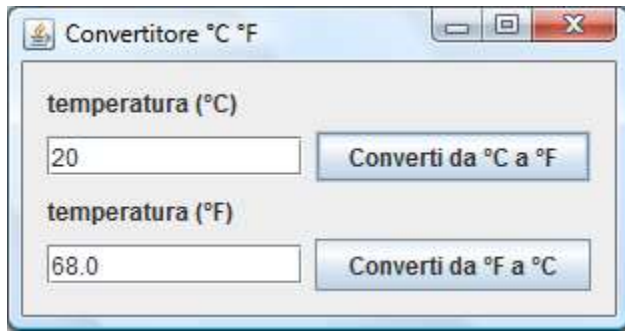 Convertitore °C °F
temperatura (°C)
20 Converti da °C a °F
temperatura (°F)
68.0 Converti da °F a °C